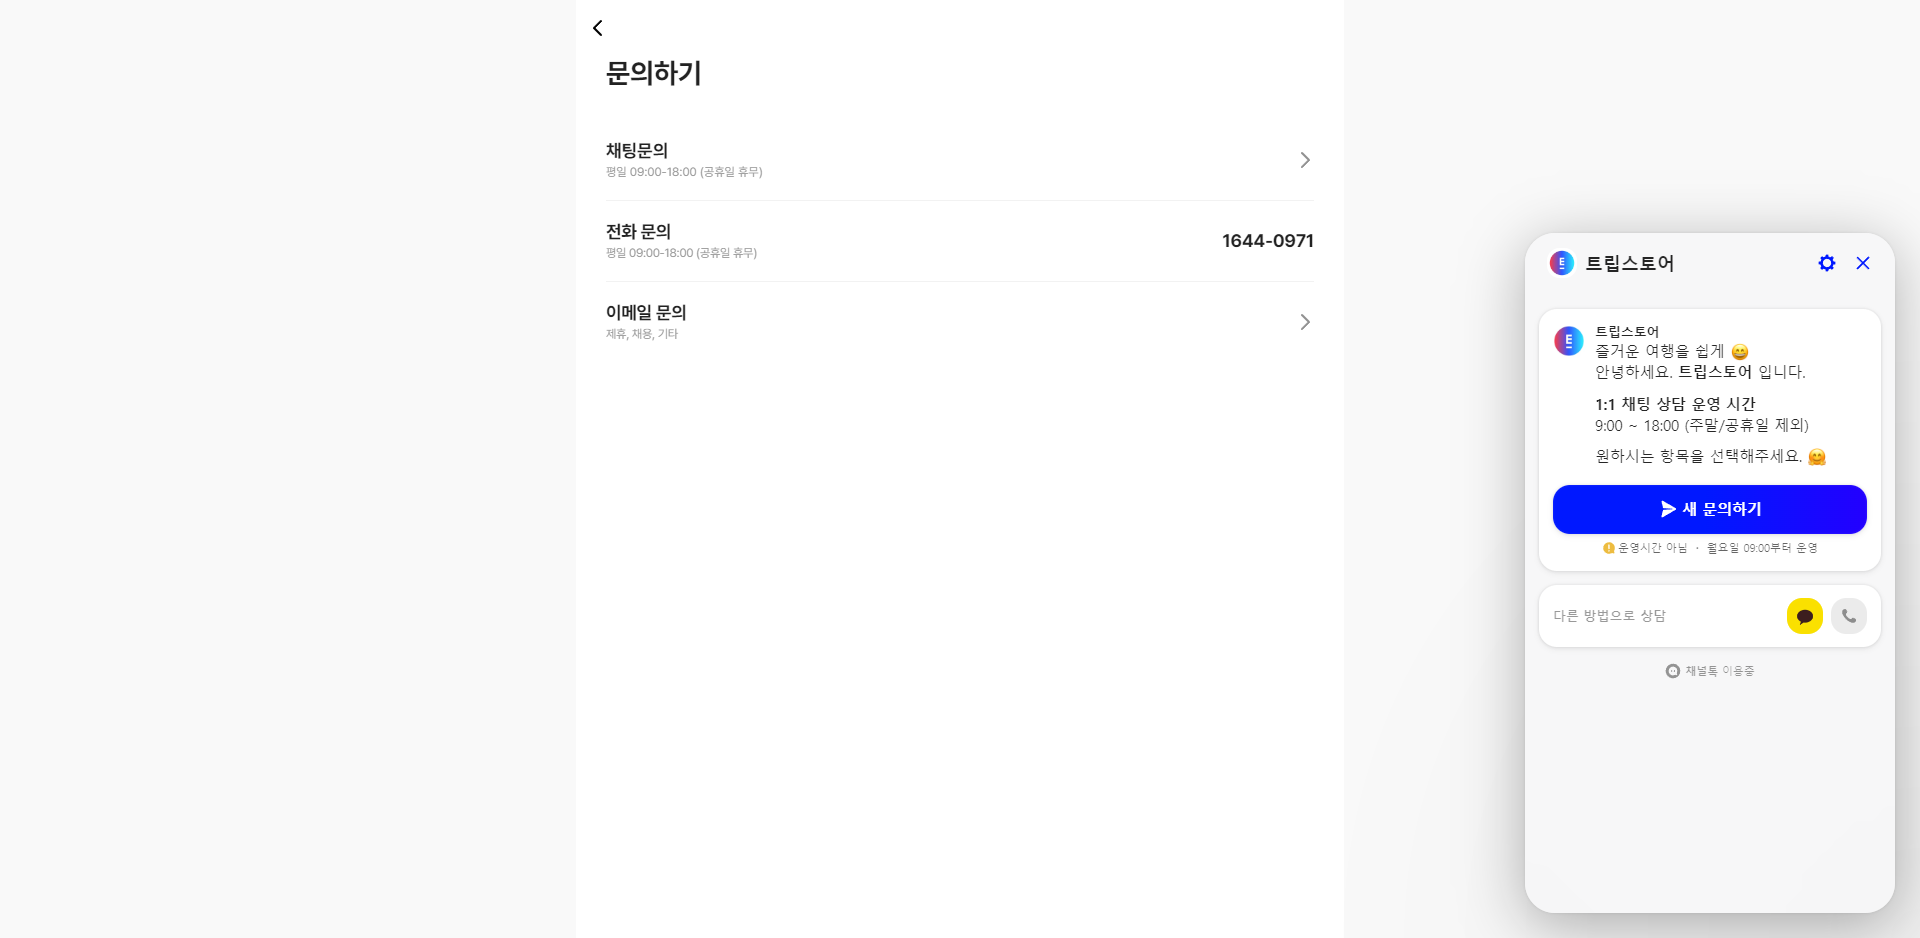 문의하기
채팅문의
평일 09:00-18:00 (공휴일 휴무)
전화 문의
평일 09:00-18:00 (공휴일 휴무)
1644-0971
이메일 문의
제휴, 채용, 기타
E 트립스토어
E
트립스토어
즐거운 여행을 쉽게 😄
안녕하세요. 트립스토어 입니다.
1:1 채팅 상담 운영 시간
9:00 ~ 18:00 (주말/공휴일 제외)
원하시는 항목을 선택해주세요. 🤗
새 문의하기
운영시간 아님 · 월요일 09:00부터 운영
다른 방법으로 상담
채널톡 이용중